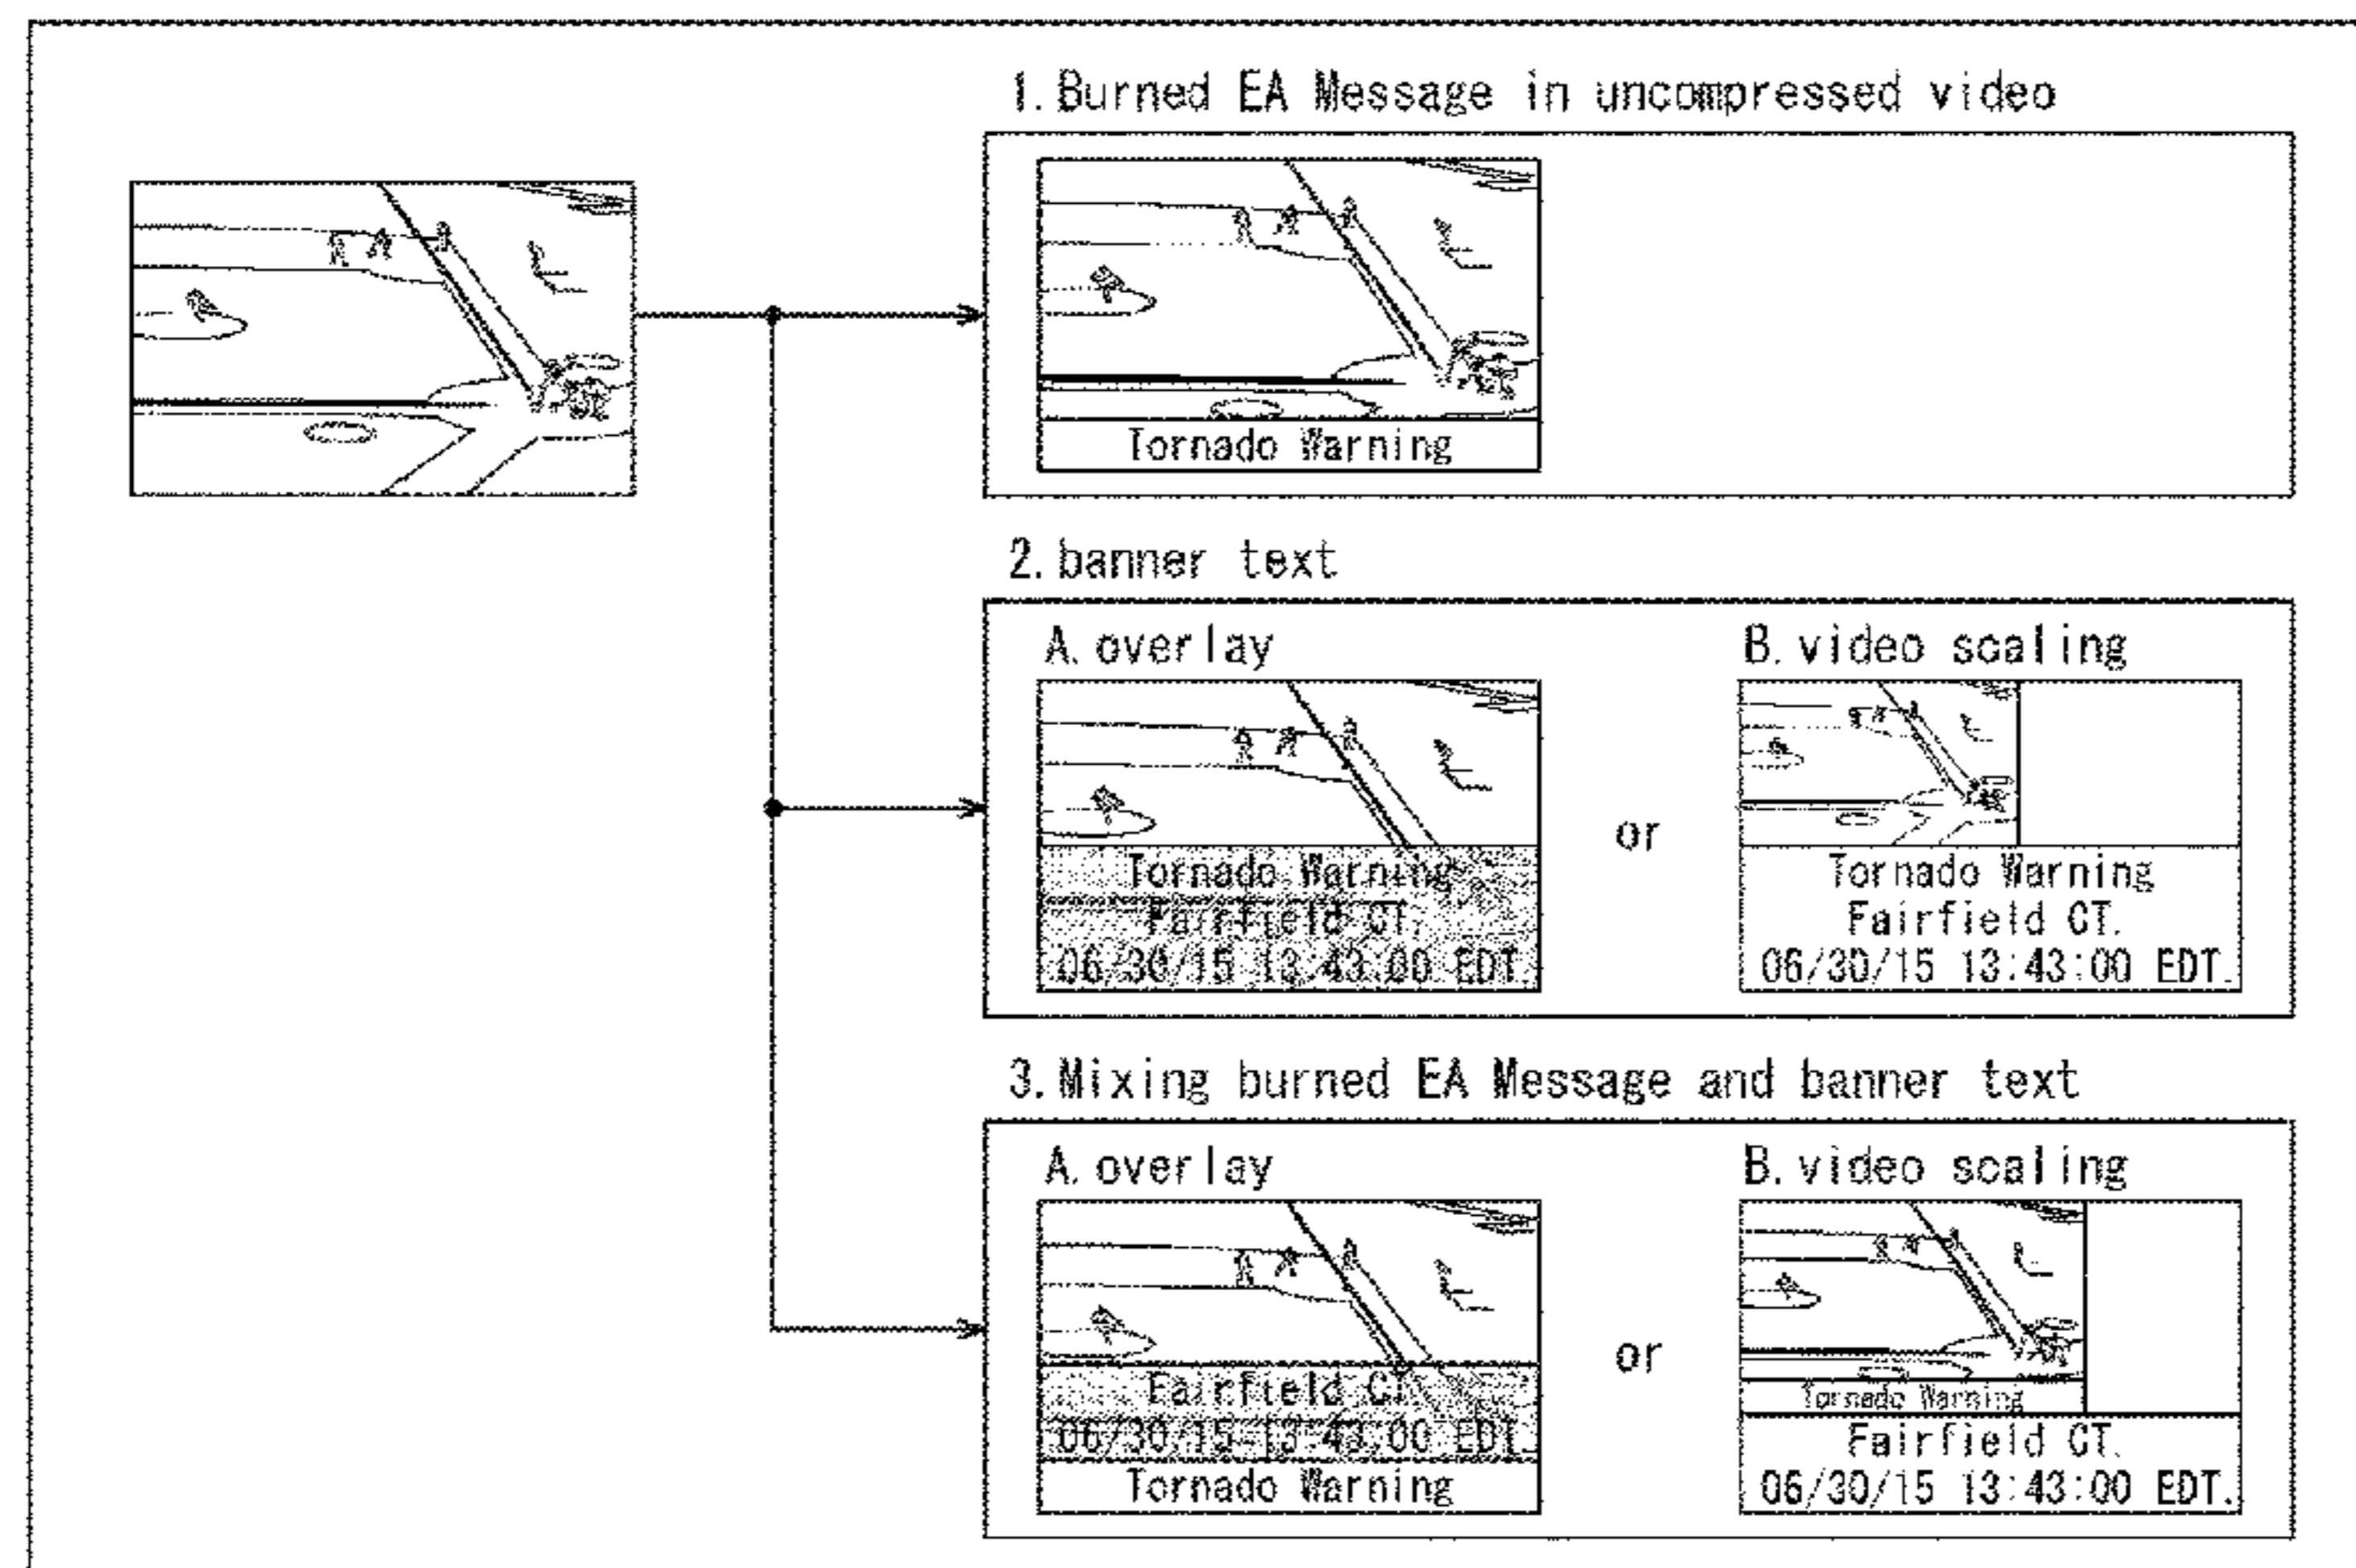 1. Burned EA Message in uncompressed video
Tornado Warning
2. banner text
A. overlay
B. video scaling
Tornado Warning
Fairfield CT.
06/30/15 13:43:00 EDT.
or
Tornado Warning
Fairfield CT.
06/30/15 13:43:00 EDT.
3. Mixing burned EA Message and banner text
A. overlay
B. video scaling
Fairfield CT.
06/30/15 13:43:00 EDT.
Tornado Warning
or
Tornado Warning
Fairfield CT.
06/30/15 13:43:00 EDT.